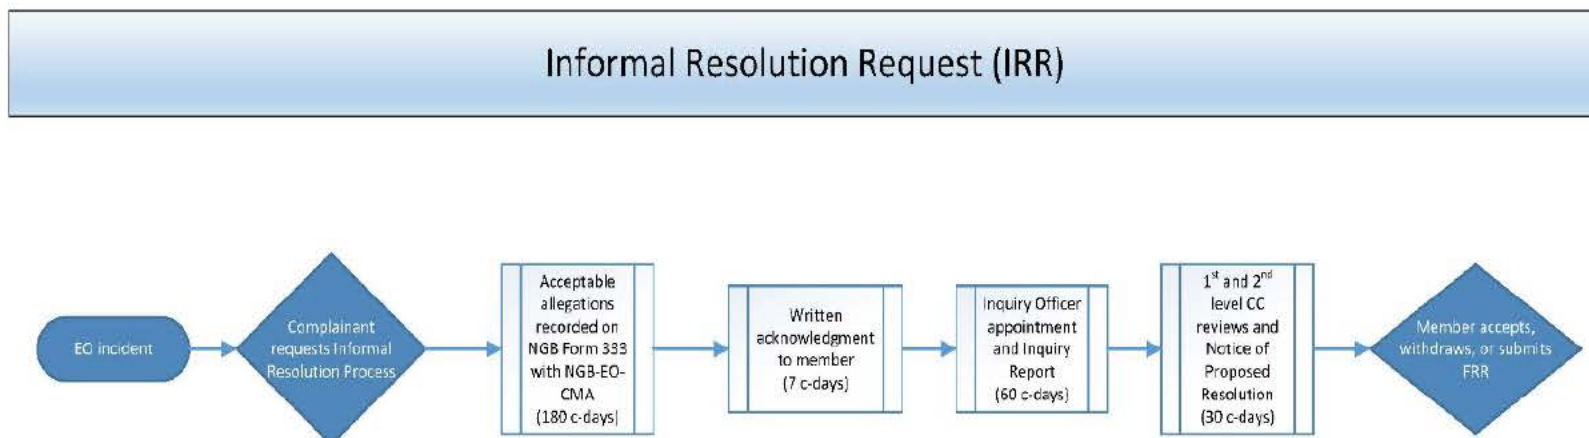 Informal Resolution Request (IRR)
EO incident
Complainant
requests Informal
Resolution Process
Acceptable
allegations
recorded on
NGB Form 333
with NGB-EO-
CMA
(180 c-days)
Written
acknowledgment
to member
(7 c-days)
Inquiry Officer
appointment
and Inquiry
Report
(60 c-days)
1st and 2nd
level CC
reviews and
Notice of
Proposed
Resolution
(30 c-days)
Member accepts,
withdraws, or submits
FRR